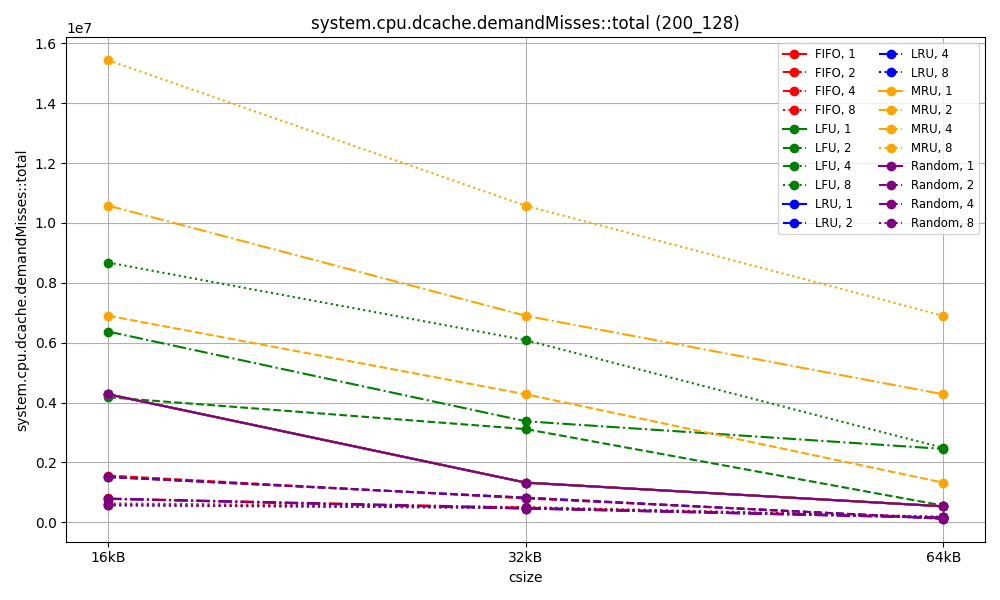 system.cpu.dcache.demandMisses::total (200_128)
1e7
1.6
1.4
1.2
1.0
0.8
0.6
0.4
0.2
0.0
system.cpu.dcache.demandMisses::total
16kB
32kB
64kB
csize
FIFO, 1
FIFO, 2
FIFO, 4
FIFO, 8
LFU, 1
LFU, 2
LFU, 4
LFU, 8
LRU, 1
LRU, 2
LRU, 4
LRU, 8
MRU, 1
MRU, 2
MRU, 4
MRU, 8
Random, 1
Random, 2
Random, 4
Random, 8